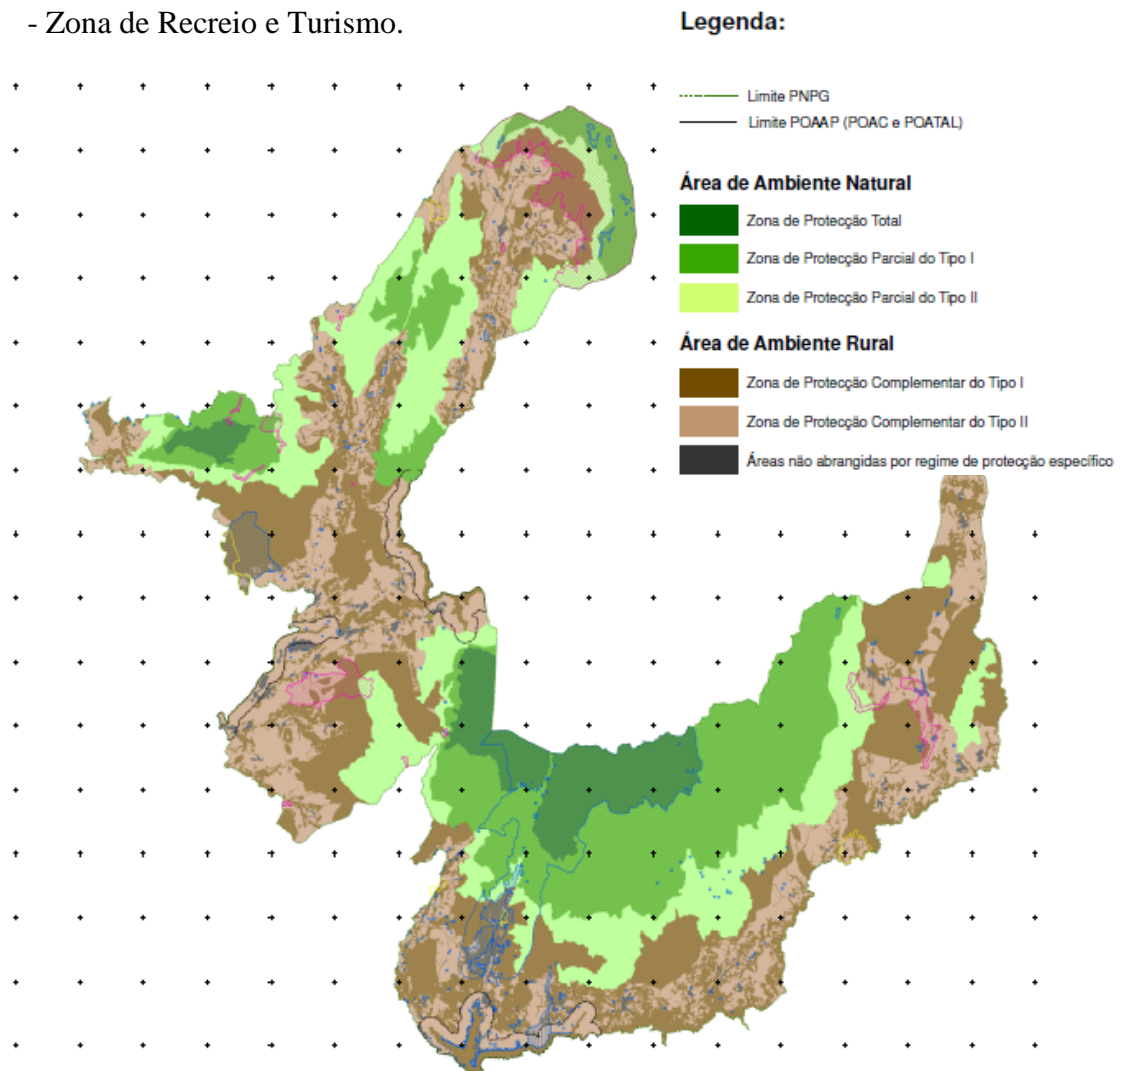 - Zona de Recreio e Turismo.
Legenda:
Limite PNPG
Limite POAAP (POAC e POATAL)
Área de Ambiente Natural
Zona de Protecção Total
Zona de Protecção Parcial do Tipo I
Zona de Protecção Parcial do Tipo II
Área de Ambiente Rural
Zona de Protecção Complementar do Tipo I
Zona de Protecção Complementar do Tipo II
Áreas não abrangidas por regime de protecção específico